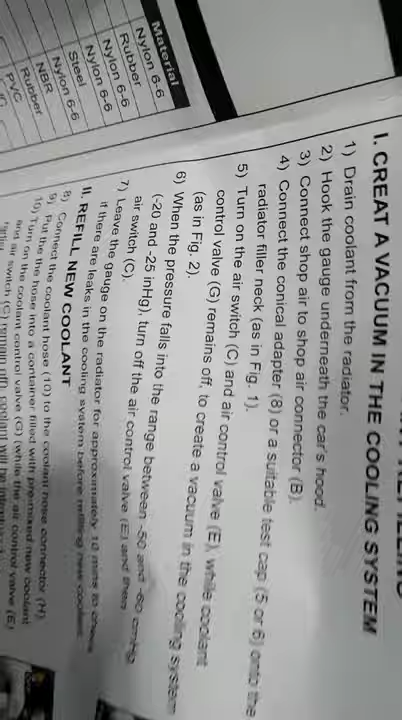 Material
Nylon 6-6
Rubber
Nylon 6-6
Nylon 6-6
Steel
Nylon 6-6
NBR
Rubber
PVC
I. CREAT A VACUUM IN THE COOLING SYSTEM
1) Drain coolant from the radiator.
2) Hook the gauge underneath the car's hood.
3) Connect shop air to shop air connector (B).
4) Connect the conical adapter (8) or a suitable test cap (5 or 6) onto the
radiator filler neck (as in Fig. 1).
5) Turn on the air switch (C) and air control valve (E), while coolant
control valve (G) remains off, to create a vacuum in the cooling system
(as in Fig. 2).
6) When the pressure falls into the range between -50 and -60 cmHg
(-20 and -25 inHg), turn off the air control valve (E) and then
air switch (C).
7) Leave the gauge on the radiator for approximately 10 mins to check
if there are leaks in the cooling system before refilling new coolant.
II. REFILL NEW COOLANT
8) Connect the coolant hose (10) to the coolant hose connector (H).
9) Put the hose into a container filled with pre-mixed new coolant
10) Turn on the coolant control valve (G) (while the air control valve (E)
and air switch (C) remain off), coolant will be